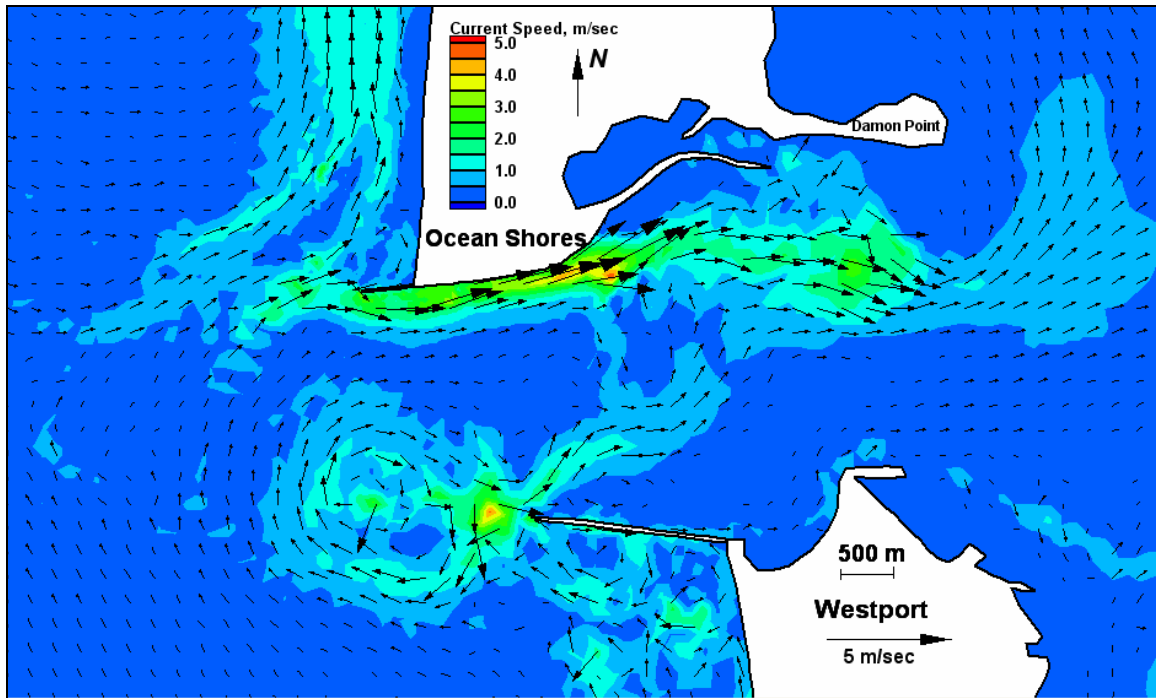 Current Speed, m/sec
5.0
4.0
3.0
2.0
1.0
0.0
N
Damon Point
Ocean Shores
500 m
Westport
5 m/sec